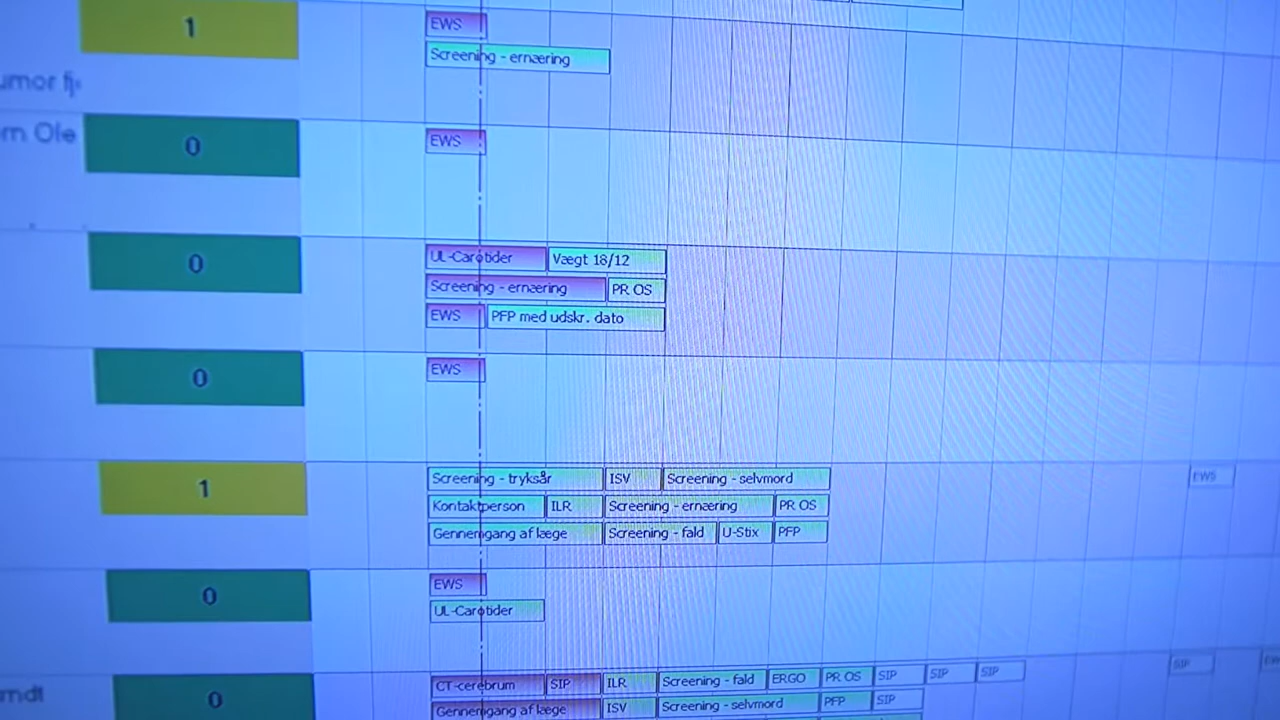 1 EWS
Screening - ernæring
umor fj
m Ole 0 EWS
0 UL-Carotider Vægt 18/12
Screening - ernæring PR OS
EWS PFP med udskr. dato
0 EWS
1 Screening - tryksår ISV Screening - selvmord EWS
Kontaktperson ILR Screening - ernæring PR OS
Gennemgang af læge Screening - fald U-Stix PFP
0 EWS
UL-Carotider
0 CT-cerebrum SIP ILR Screening - fald ERGO PR OS SIP SIP SIP SIP
Gennemgang af læge ISV Screening - selvmord PFP SIP